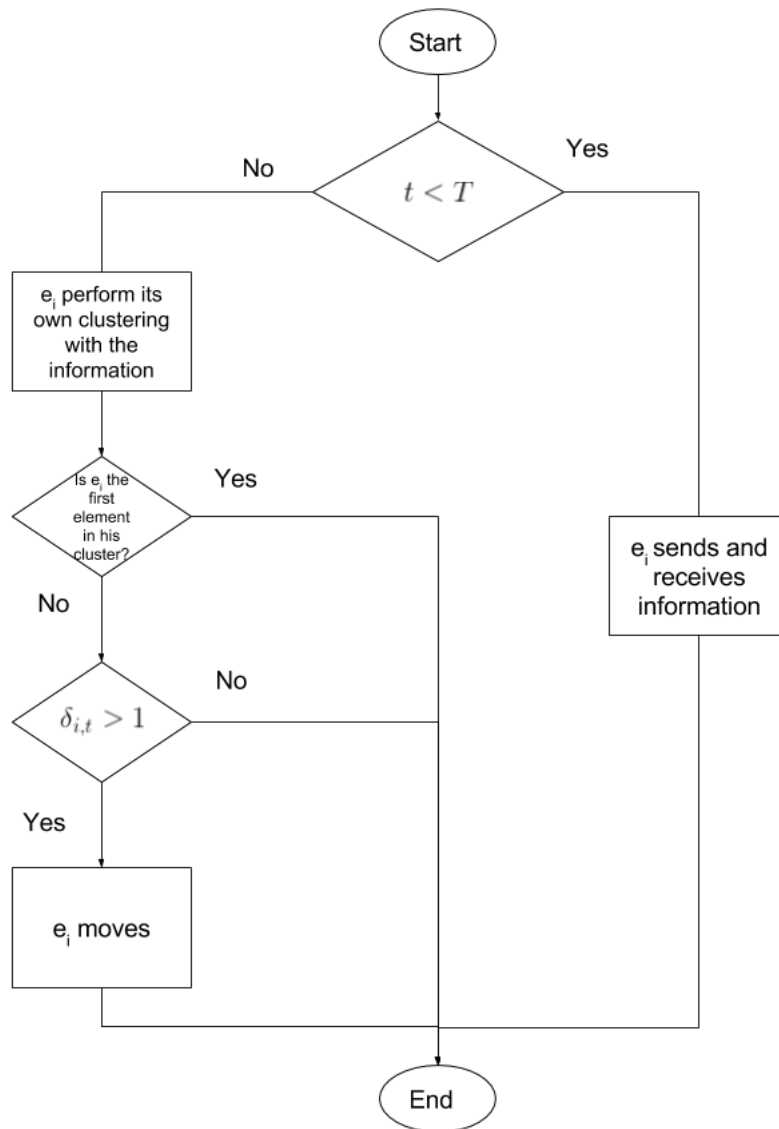 Start
No
Yes
t < T
e_i perform its
own clustering
with the
information
Is e_i the
first
element
in his
cluster?
Yes
e_i sends and
receives
information
No
No
δ_{i,t} > 1
Yes
e_i moves
End